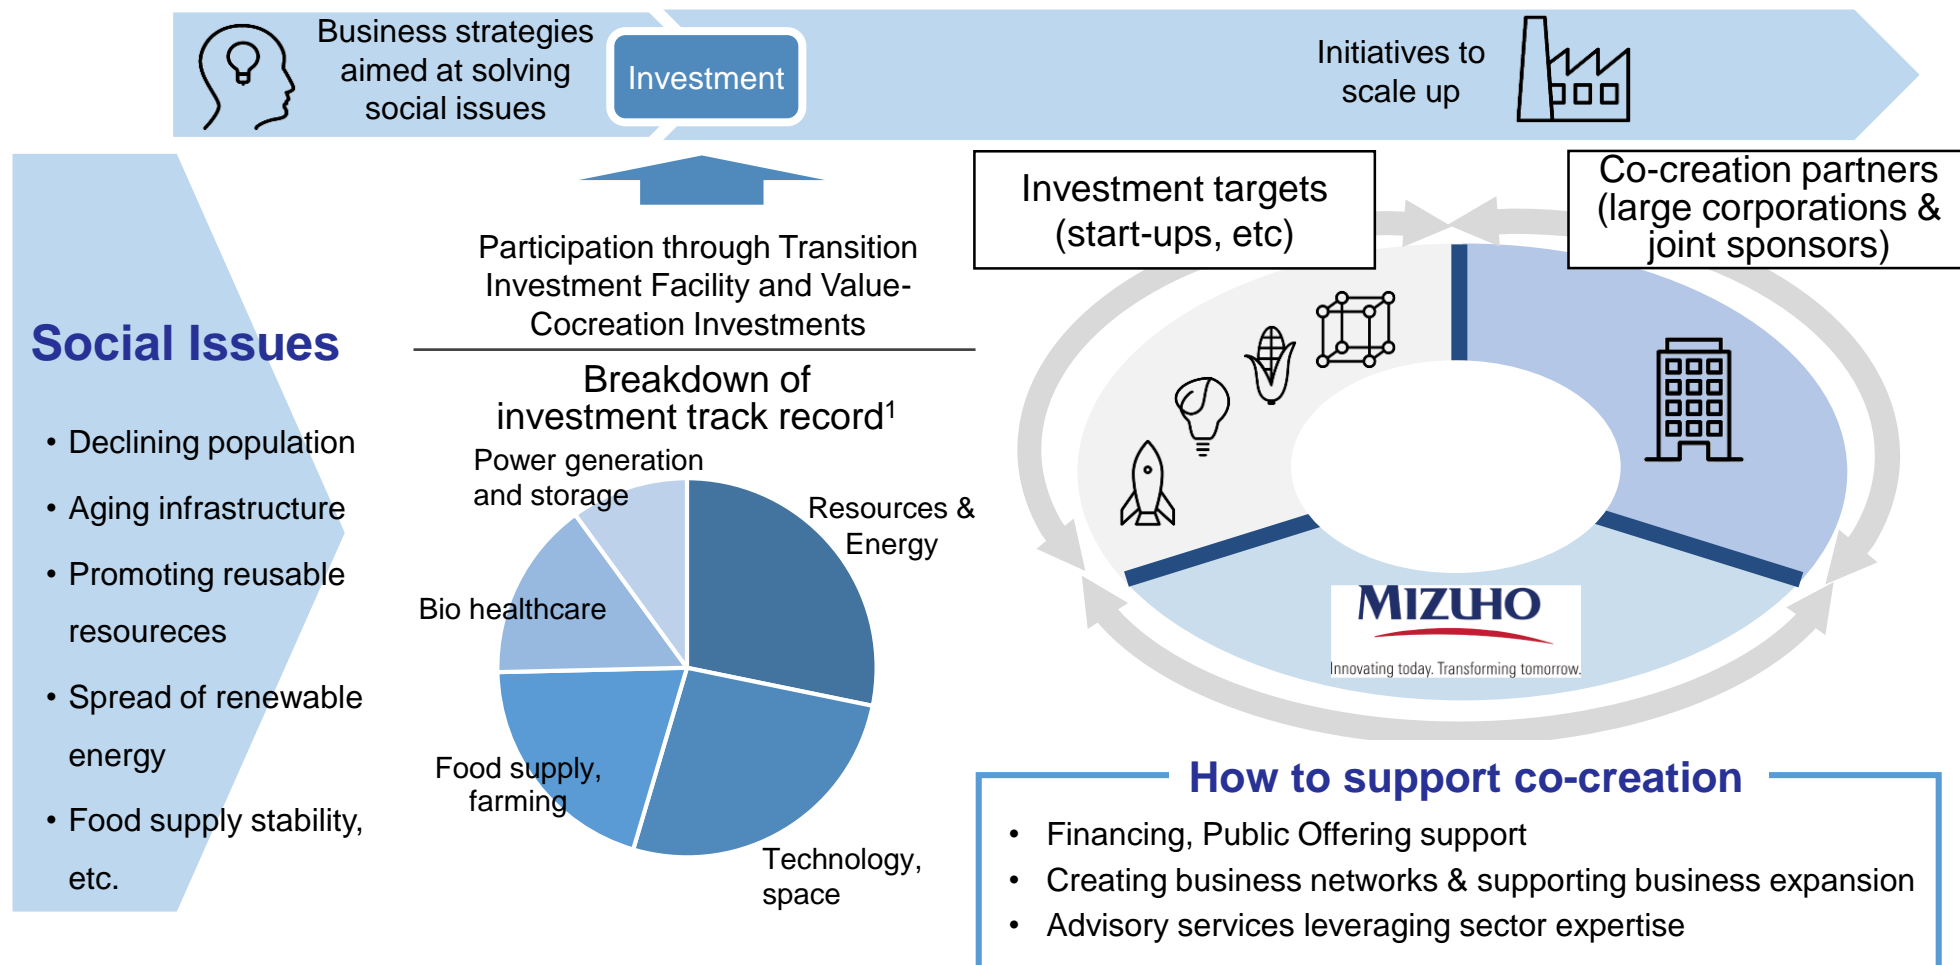 Business strategies
aimed at solving
social issues
Investment
Initiatives to
scale up
Social Issues
• Declining population
• Aging infrastructure
• Promoting reusable
resoureces
• Spread of renewable
energy
• Food supply stability,
etc.
Participation through Transition
Investment Facility and Value-
Cocreation Investments
Breakdown of
investment track record¹
Power generation
and storage
Resources &
Energy
Bio healthcare
Food supply,
farming
Technology,
space
Investment targets
(start-ups, etc)
Co-creation partners
(large corporations &
joint sponsors)
MIZUHO
Innovating today. Transforming tomorrow.
How to support co-creation
• Financing, Public Offering support
• Creating business networks & supporting business expansion
• Advisory services leveraging sector expertise